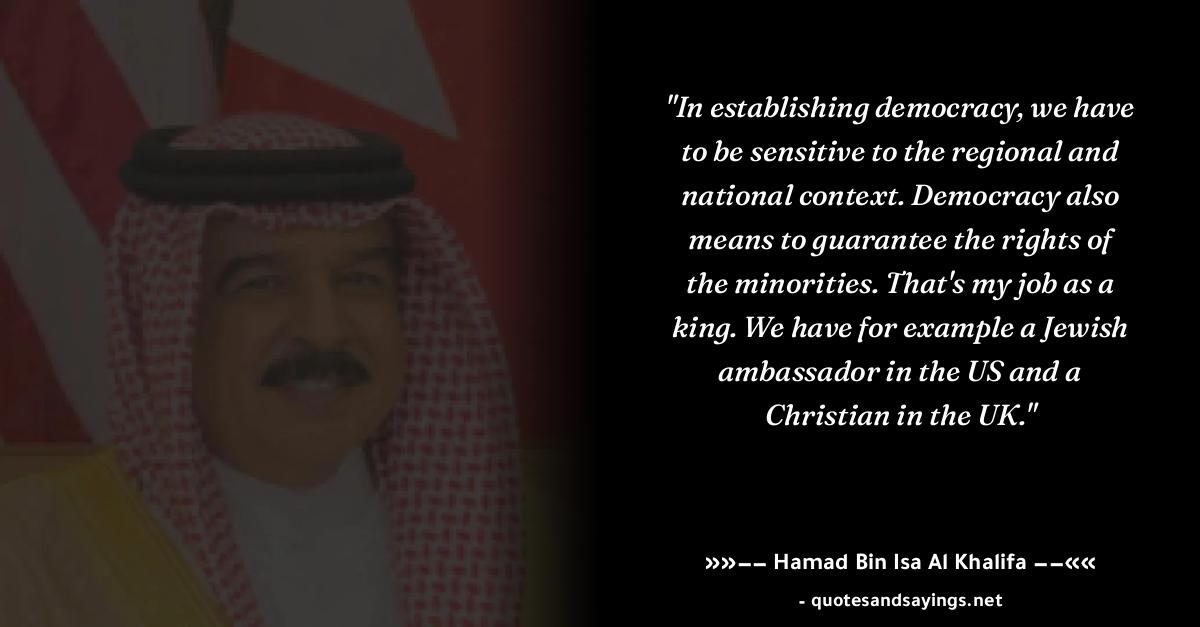 "In establishing democracy, we have
to be sensitive to the regional and
national context. Democracy also
means to guarantee the rights of
the minorities. That's my job as a
king. We have for example a Jewish
ambassador in the US and a
Christian in the UK."
»»−− Hamad Bin Isa Al Khalifa −−««
- quotesandsayings.net